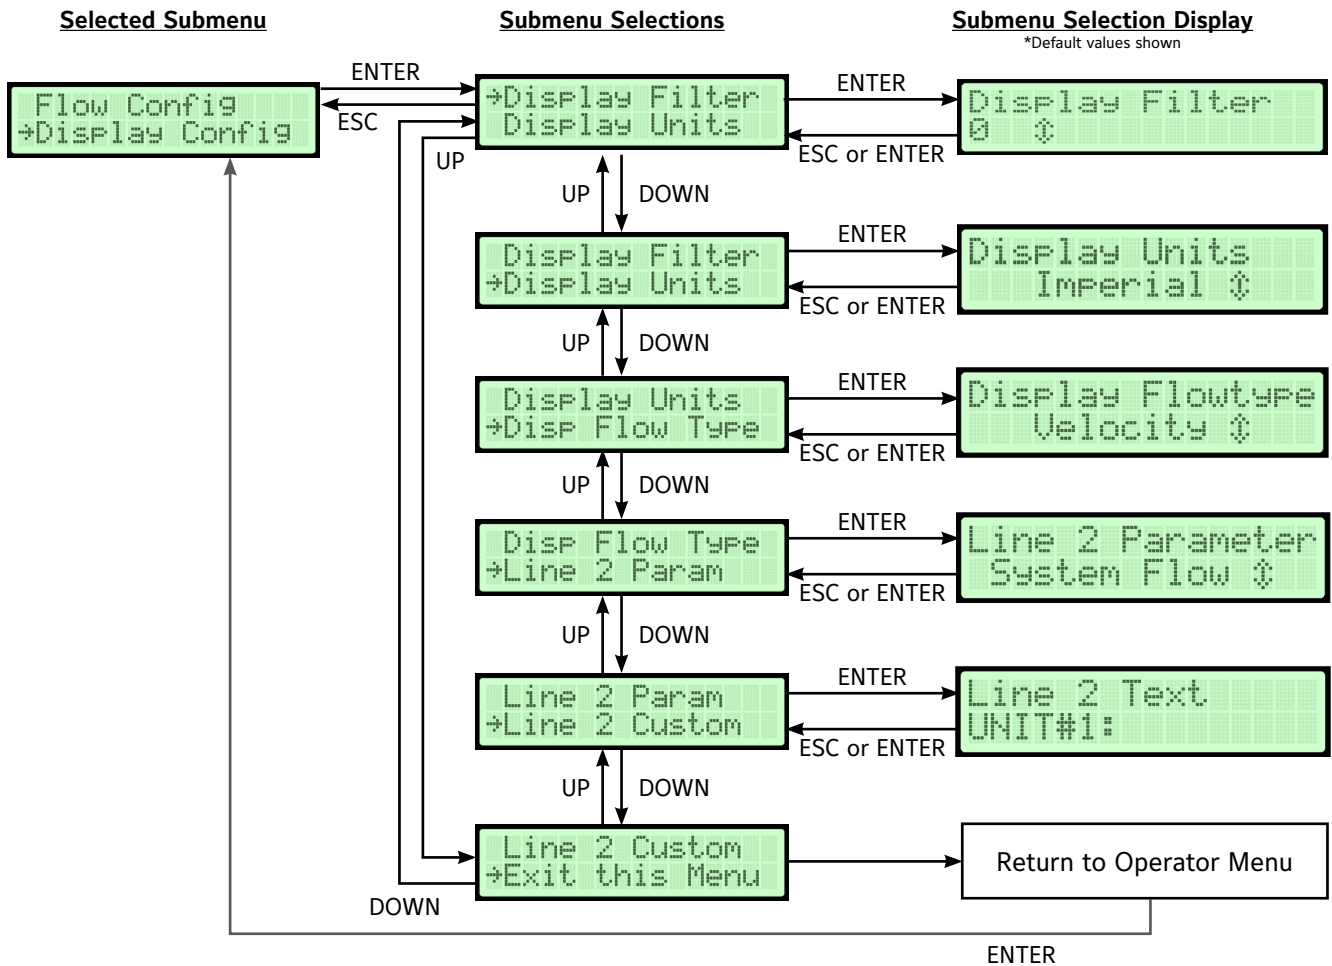 Selected Submenu
Submenu Selections
Submenu Selection Display
*Default values shown
Flow Config
→Display Config
ENTER
ESC
→Display Filter
Display Units
ENTER
ESC or ENTER
Display Filter
0 ↕
UP
UP
DOWN
Display Filter
→Display Units
ENTER
ESC or ENTER
Display Units
Imperial ↕
UP
DOWN
Display Units
→Disp Flow Type
ENTER
ESC or ENTER
Display Flowtype
Velocity ↕
UP
DOWN
Disp Flow Type
→Line 2 Param
ENTER
ESC or ENTER
Line 2 Parameter
System Flow ↕
UP
DOWN
Line 2 Param
→Line 2 Custom
ENTER
ESC or ENTER
Line 2 Text
UNIT#1:
UP
DOWN
Line 2 Custom
→Exit this Menu
Return to Operator Menu
DOWN
ENTER